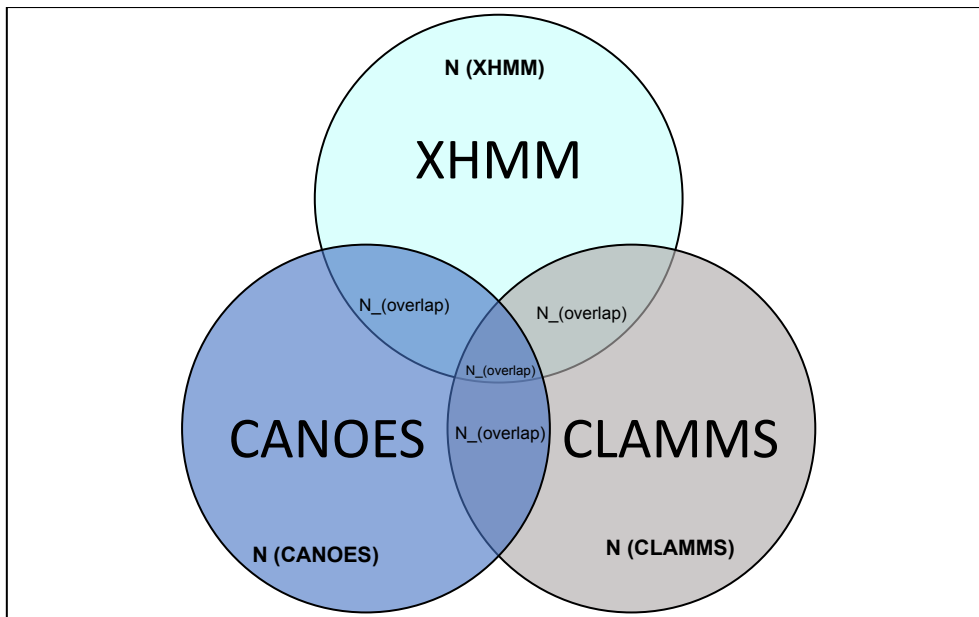 N (XHMM)
XHMM
N_(overlap)
N_(overlap)
N_(overlap)
CANOES
N_(overlap)
CLAMMS
N (CANOES)
N (CLAMMS)